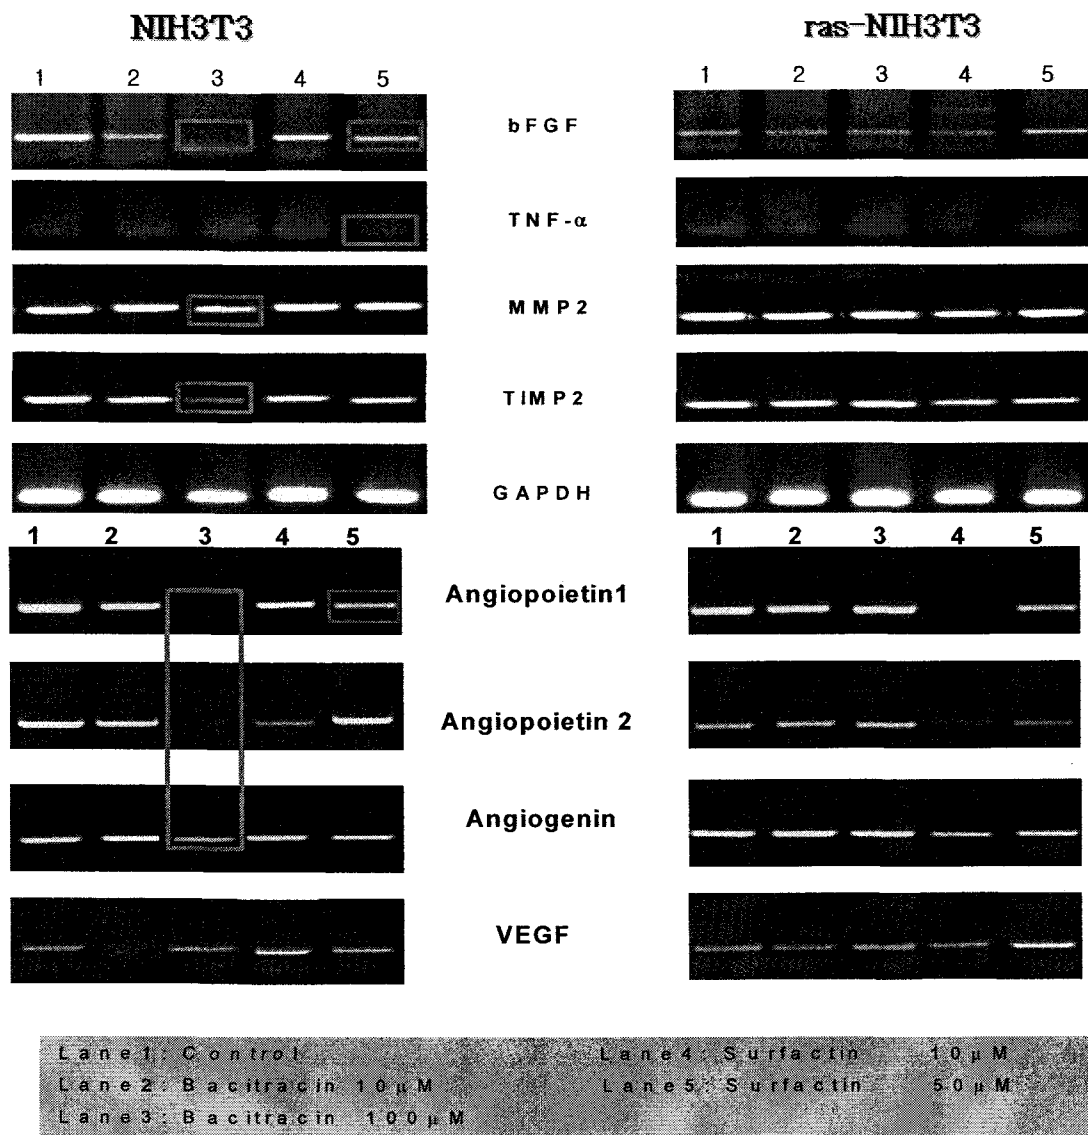 NIH3T3 ras-NIH3T3
1 2 3 4 5 1 2 3 4 5
bFGF
TNF-α
MMP2
TIMP2
GAPDH
1 2 3 4 5 1 2 3 4 5
Angiopoietin1
Angiopoietin 2
Angiogenin
VEGF
Lane1: Control Lane4: Surfactin 10μM
Lane2: Bacitracin 10μM Lane5: Surfactin 50μM
Lane3: Bacitracin 100μM